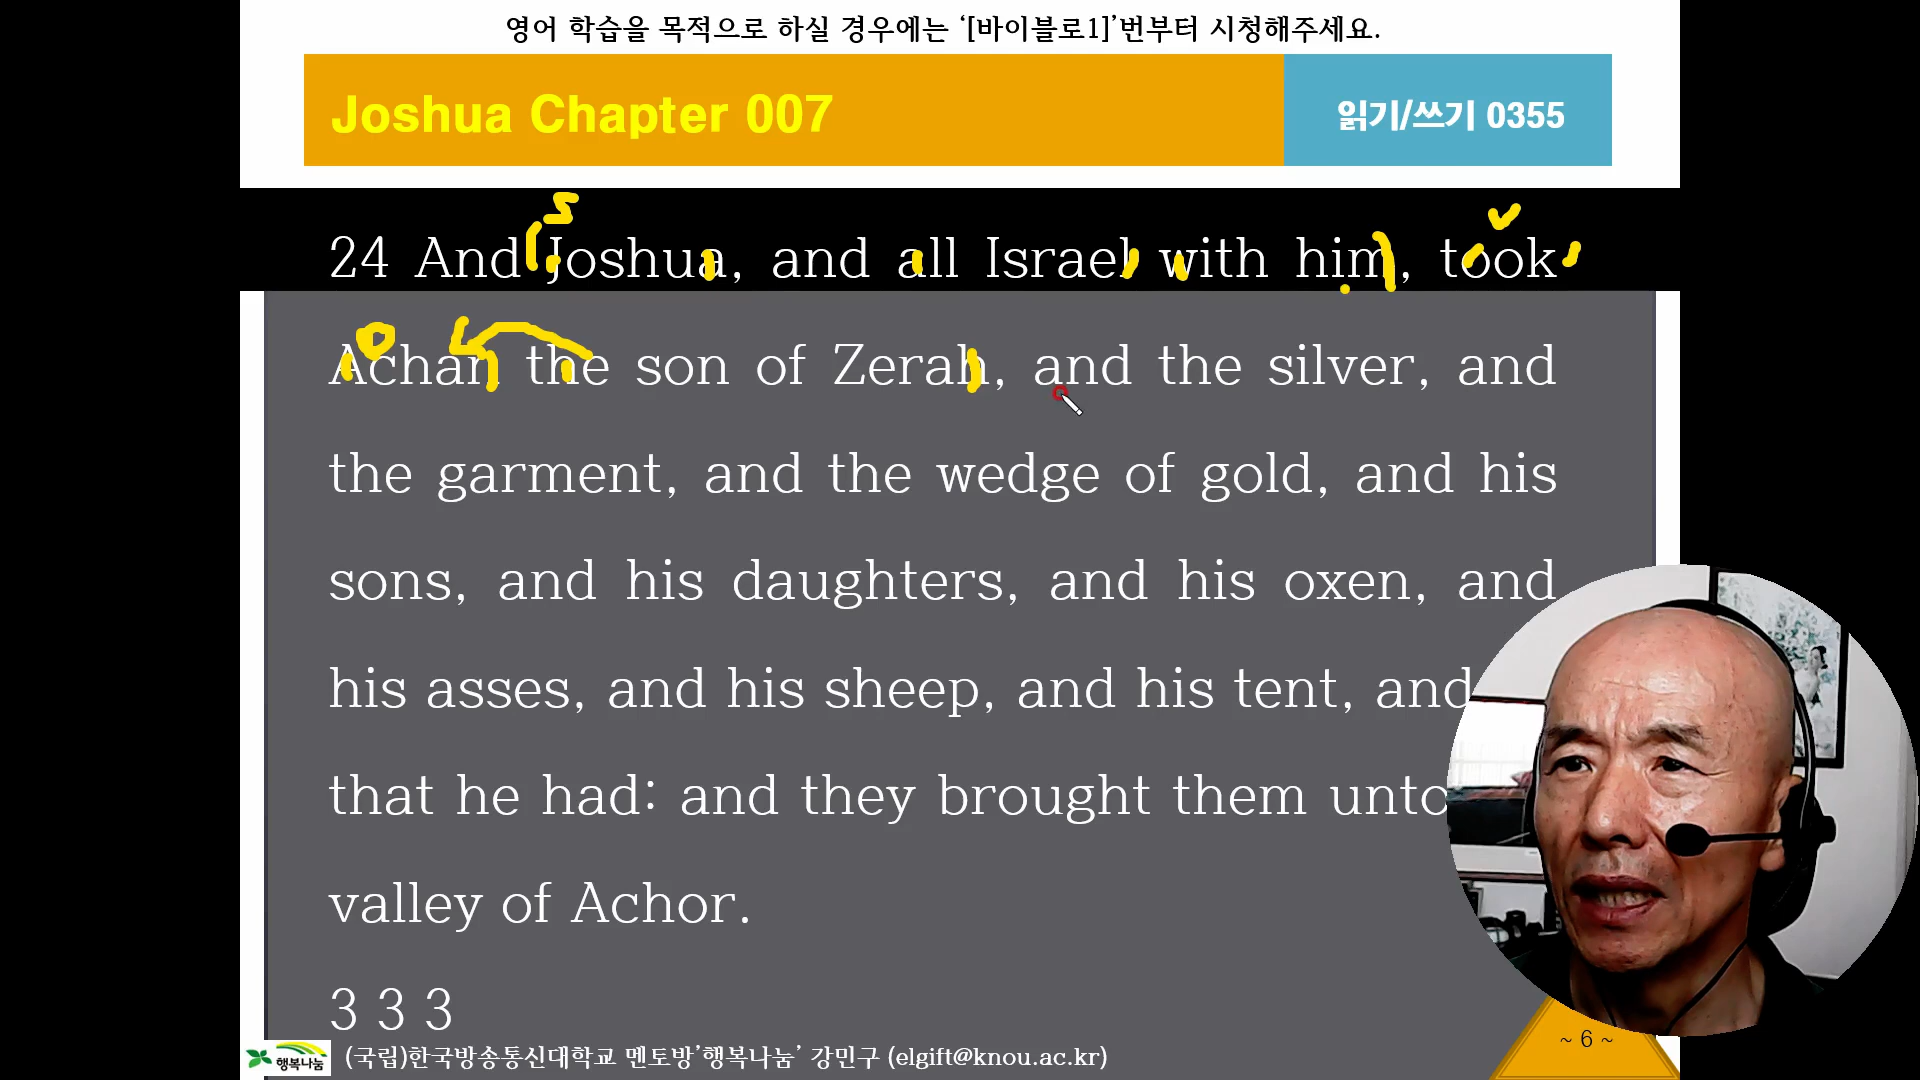 영어 학습을 목적으로 하실 경우에는 ‘[바이블로1]’번부터 시청해주세요.
Joshua Chapter 007
읽기/쓰기 0355
24 And Joshua, and all Israel with him, took
Achan the son of Zerah, and the silver, and
the garment, and the wedge of gold, and his
sons, and his daughters, and his oxen, and
his asses, and his sheep, and his tent, and
that he had: and they brought them unto
valley of Achor.
3 3 3
행복나눔 (국립)한국방송통신대학교 멘토방’행복나눔’ 강민구 (elgift@knou.ac.kr)
~ 6 ~